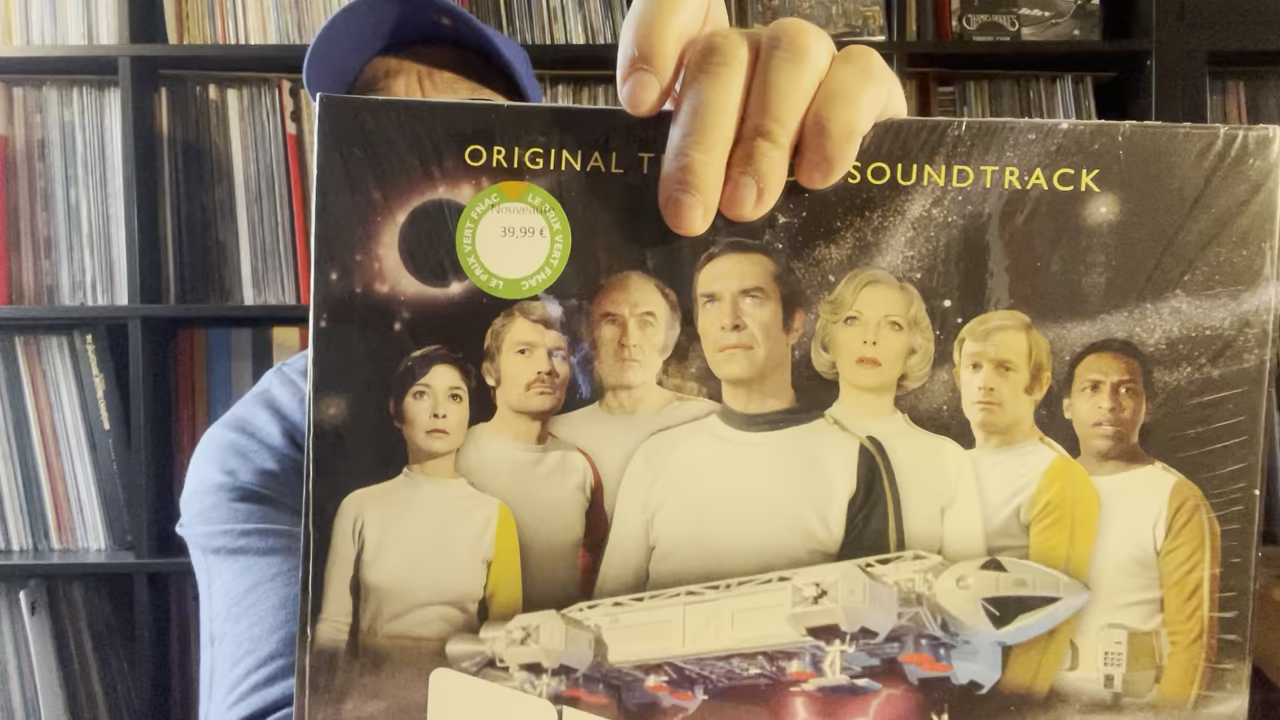 ORIGINAL T SOUNDTRACK
LE PRIX VERT FNAC
LE PRIX VERT FNAC
Nouveauté
39,99 €